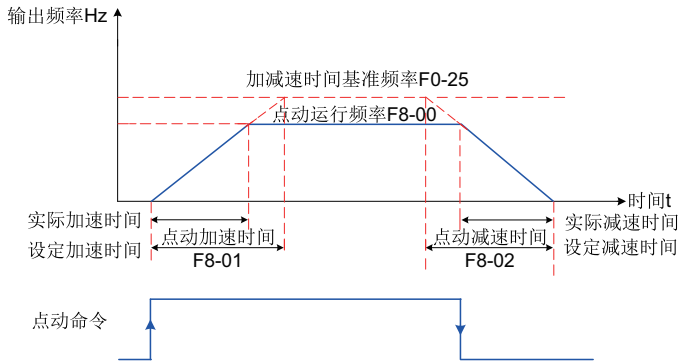 输出频率Hz
加减速时间基准频率F0-25
点动运行频率F8-00
时间t
实际加速时间
实际减速时间
点动加速时间
点动减速时间
设定加速时间
设定减速时间
F8-01
F8-02
点动命令